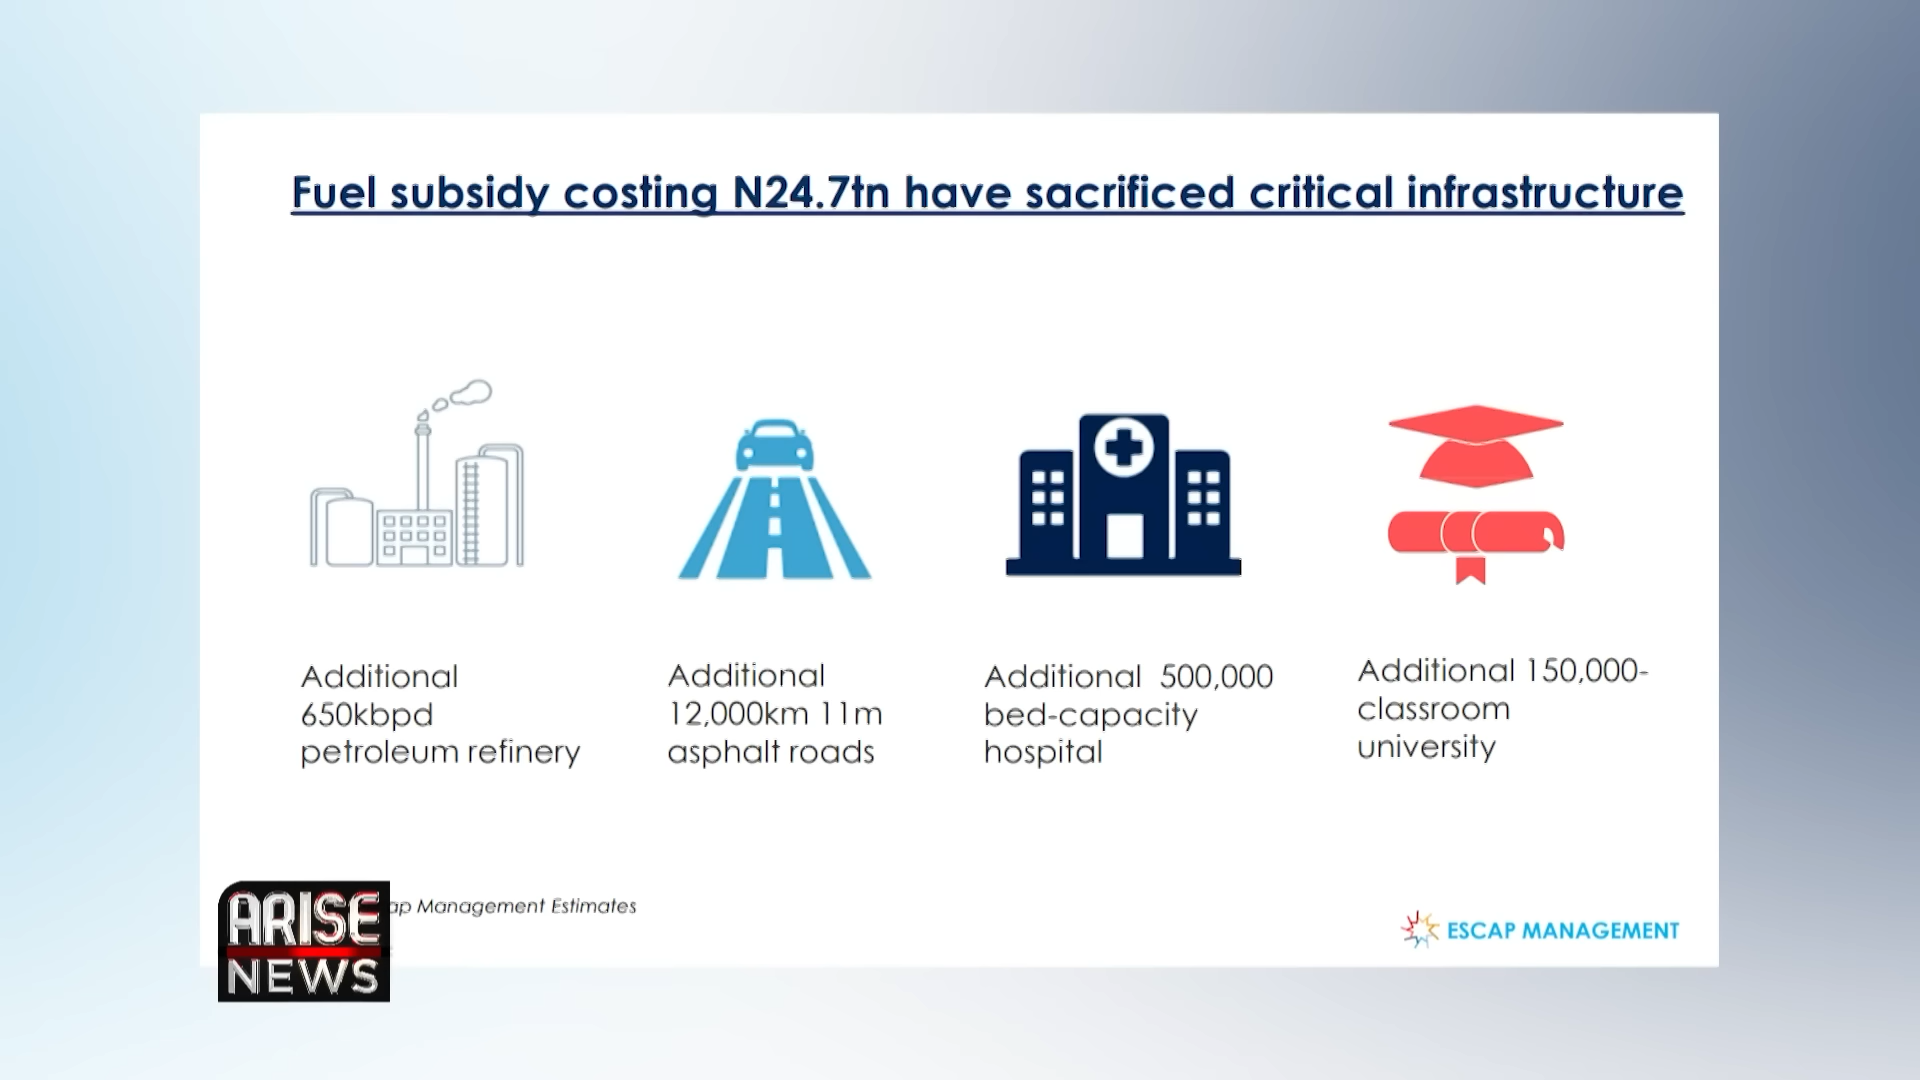 Fuel subsidy costing N24.7tn have sacrificed critical infrastructure
Additional
650kbpd
petroleum refinery
Additional
12,000km 11m
asphalt roads
Additional 500,000
bed-capacity
hospital
Additional 150,000-
classroom
university
Management Estimates
ESCAP MANAGEMENT
ARISE
NEWS